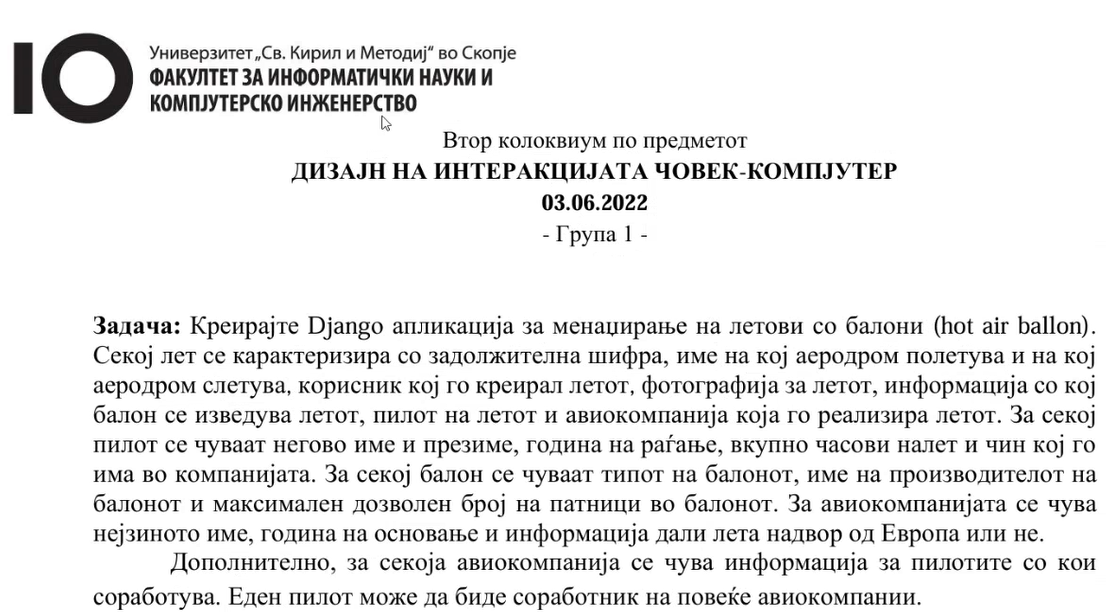 Универзитет „Св. Кирил и Методиј“ во Скопје
ФАКУЛТЕТ ЗА ИНФОРМАТИЧКИ НАУКИ И
КОМПЈУТЕРСКО ИНЖЕНЕРСТВО
Втор колоквиум по предметот
ДИЗАЈН НА ИНТЕРАКЦИЈАТА ЧОВЕК-КОМПЈУТЕР
03.06.2022
- Група 1 -
Задача: Креирајте Django апликација за менаџирање на летови со балони (hot air ballon).
Секој лет се карактеризира со задолжителна шифра, име на кој аеродром полетува и на кој
аеродром слетува, корисник кој го креирал летот, фотографија за летот, информација со кој
балон се изведува летот, пилот на летот и авиокомпанија која го реализира летот. За секој
пилот се чуваат негово име и презиме, година на раѓање, вкупно часови налет и чин кој го
има во компанијата. За секој балон се чуваат типот на балонот, име на производителот на
балонот и максимален дозволен број на патници во балонот. За авиокомпанијата се чува
нејзиното име, година на основање и информација дали лета надвор од Европа или не.
Дополнително, за секоја авиокомпанија се чува информација за пилотите со кои
соработува. Еден пилот може да биде соработник на повеќе авиокомпании.